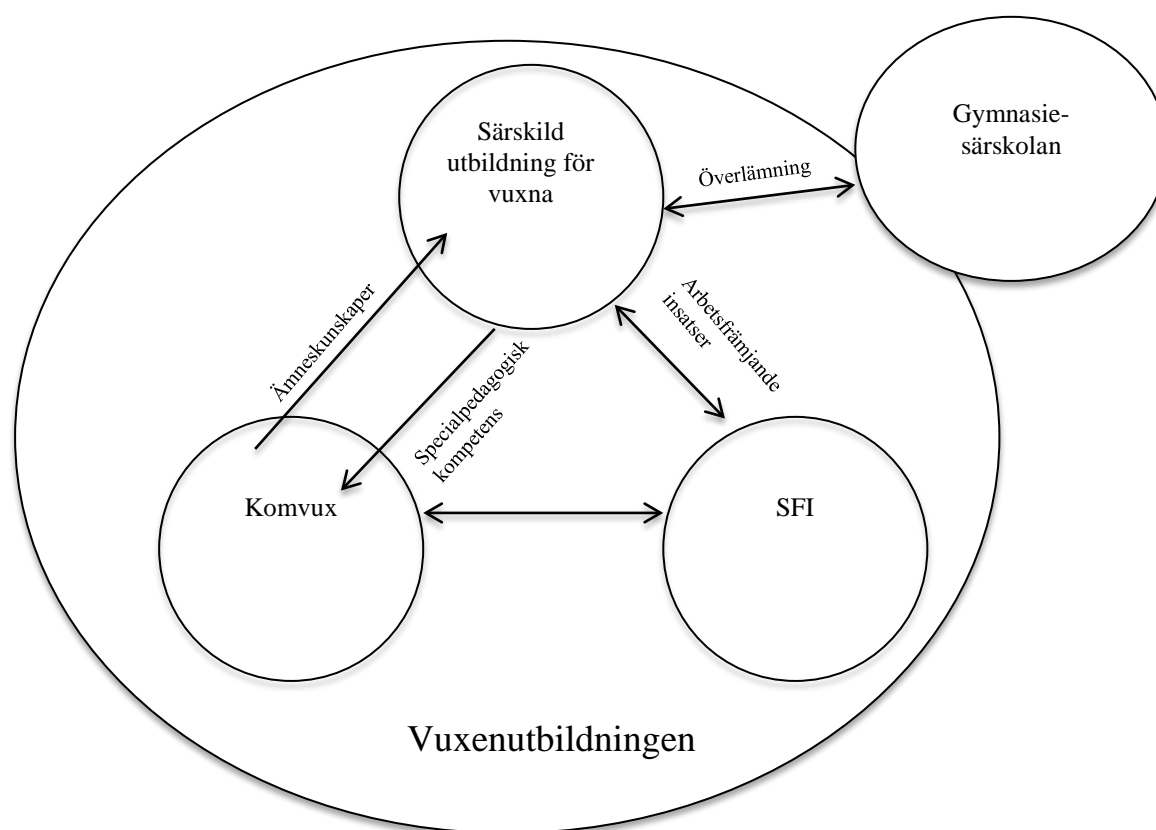 Särskild
utbildning för
vuxna
Gymnasie-
särskolan
Överlämning
Ämneskunskaper
Specialpedagogisk
kompetens
Arbetsfrämjande
insatser
Komvux
SFI
Vuxenutbildningen